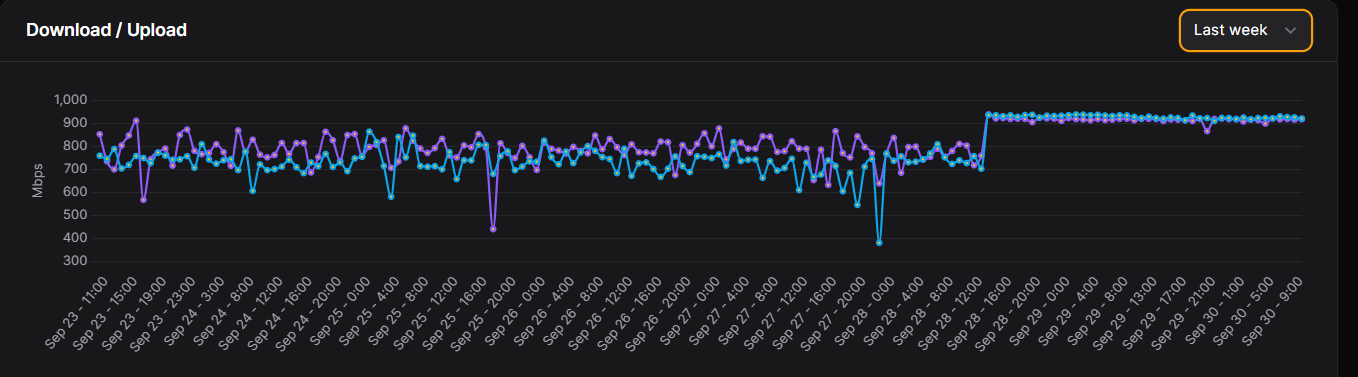 Download / Upload
Last week
1,000
900
800
700
600
500
400
300
Mbps
Sep 23 - 11:00
Sep 23 - 15:00
Sep 23 - 19:00
Sep 23 - 23:00
Sep 24 - 3:00
Sep 24 - 8:00
Sep 24 - 12:00
Sep 24 - 16:00
Sep 24 - 20:00
Sep 25 - 0:00
Sep 25 - 4:00
Sep 25 - 8:00
Sep 25 - 12:00
Sep 25 - 16:00
Sep 25 - 20:00
Sep 26 - 0:00
Sep 26 - 4:00
Sep 26 - 8:00
Sep 26 - 12:00
Sep 26 - 16:00
Sep 26 - 20:00
Sep 27 - 0:00
Sep 27 - 4:00
Sep 27 - 8:00
Sep 27 - 12:00
Sep 27 - 16:00
Sep 27 - 20:00
Sep 28 - 0:00
Sep 28 - 4:00
Sep 28 - 8:00
Sep 28 - 12:00
Sep 28 - 16:00
Sep 28 - 20:00
Sep 29 - 0:00
Sep 29 - 4:00
Sep 29 - 8:00
Sep 29 - 13:00
Sep 29 - 17:00
Sep 29 - 21:00
Sep 30 - 1:00
Sep 30 - 5:00
Sep 30 - 9:00